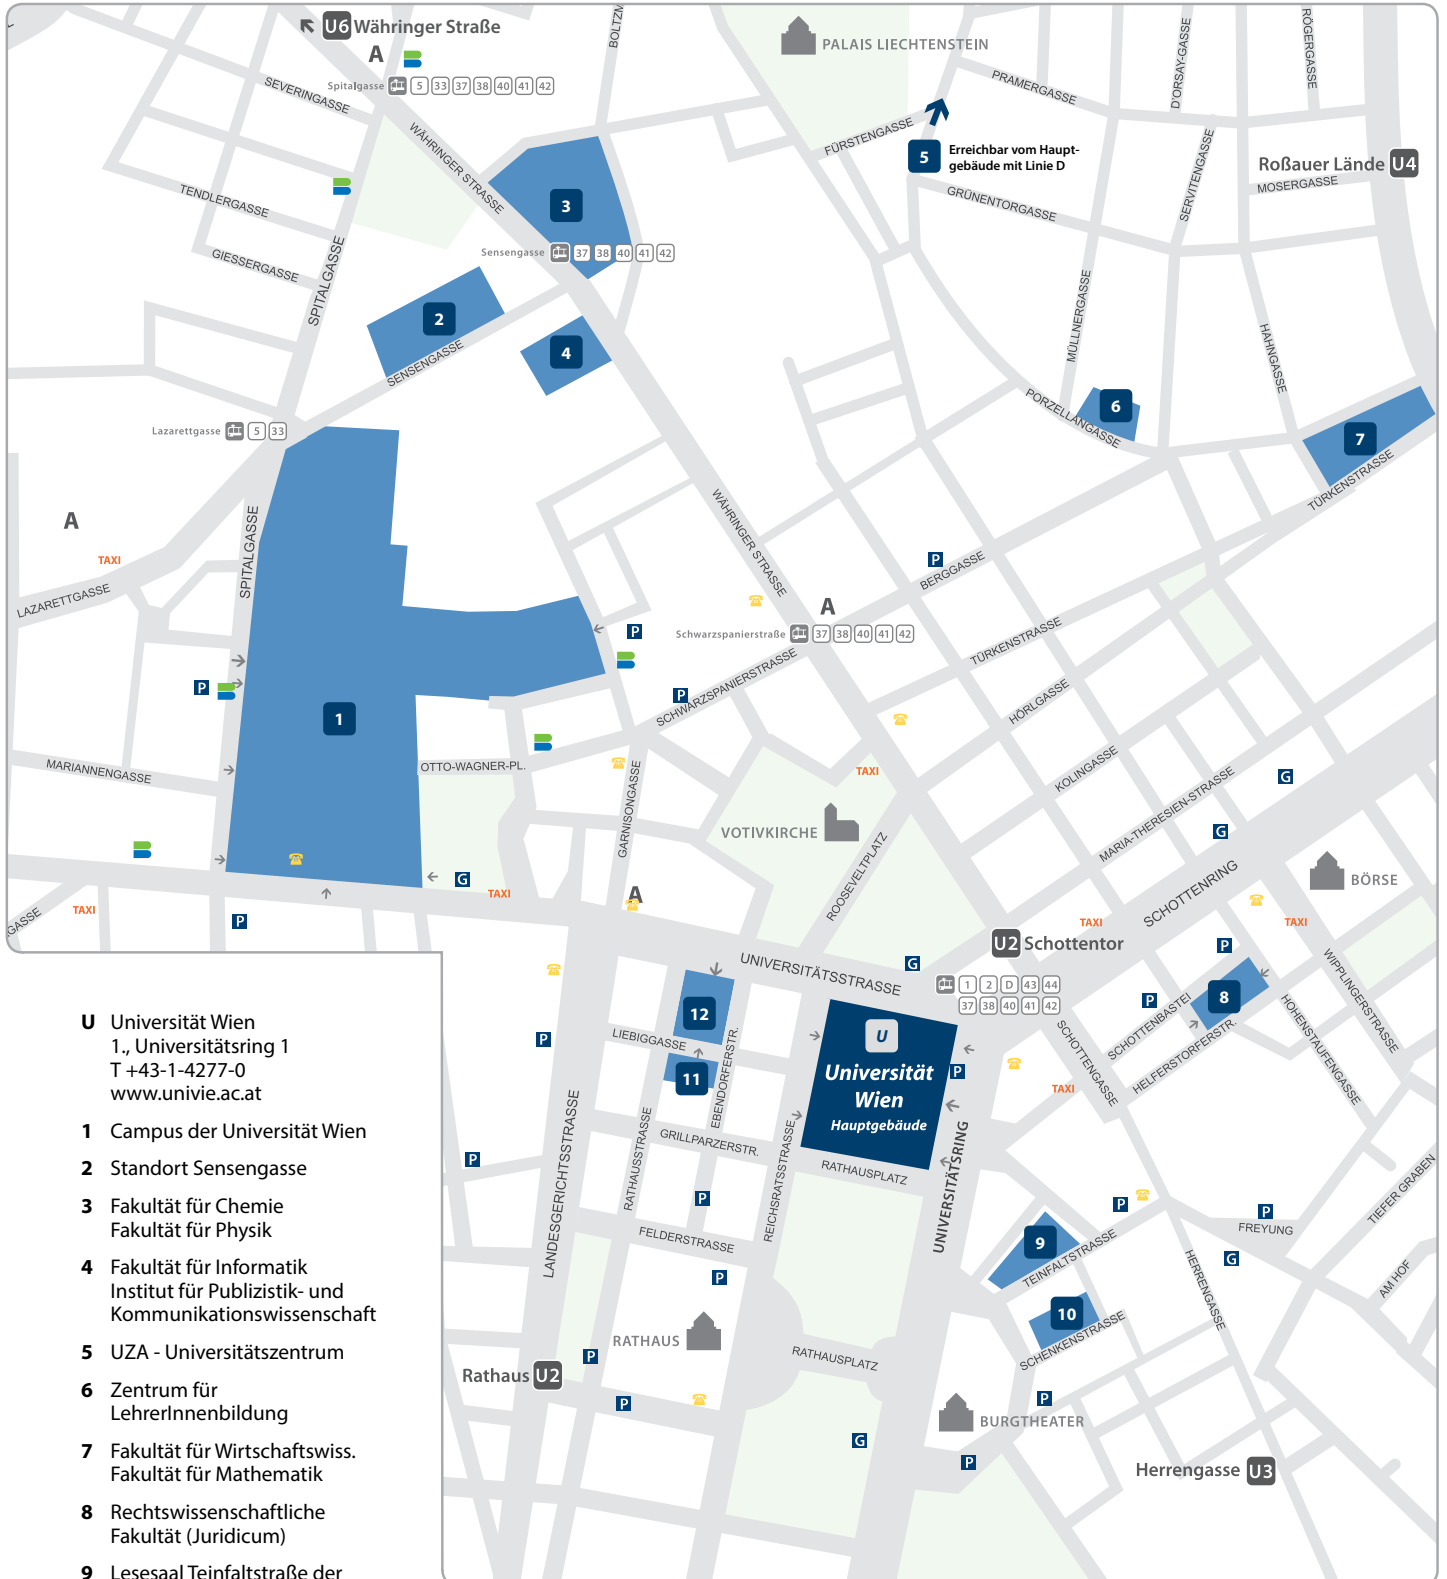 U6 Währinger Straße
A
BOLTZM
PALAIS LIECHTENSTEIN
D'ORSAY-GASSE
RÖGERGASSE
Spitalgasse 5 33 37 38 40 41 42
SEVERINGASSE
PRAMERGASSE
WÄHRINGER STRASSE
FÜRSTENGASSE
5 Erreichbar vom Haupt-
gebäude mit Linie D
Roßauer Lände U4
MOSERGASSE
SERVITENGASSE
TENDLERGASSE
3
GRÜNENTORGASSE
GIESSERGASSE
SPITALGASSE
Sensengasse 37 38 40 41 42
2
SENSENGASSE
4
MÜLLNERGASSE
HAHNGASSE
PORZELLANGASSE
6
7
TÜRKENSTRASSE
Lazarettgasse 5 33
A
TAXI
LAZARETTGASSE
SPITALGASSE
WÄHRINGER STRASSE
P
BERGGASSE
A
Schwarzspanierstraße 37 38 40 41 42
P
TÜRKENSTRASSE
P
P
SCHWARZSPANIERSTRASSE
HÖRLGASSE
1
MARIANNENGASSE
OTTO-WAGNER-PL.
GARNISONGASSE
TAXI
KOLINGASSE
G
VOTIVKIRCHE
MARIA-THERESIEN-STRASSE
G
ROOSEVELTPLATZ
SCHOTTENRING
BÖRSE
G
TAXI
A
GASSE
TAXI
P
TAXI
TAXI
U2 Schottentor
P
G
UNIVERSITÄTSSTRASSE
WIPPLINGERSTRASSE
1 2 D 43 44
37 38 40 41 42
P
8
SCHOTTENBASTEI
HOHENSTAUFENGASSE
HELFERSTORFERSTR.
SCHOTTENGASSE
TAXI
12
LIEBIGGASSE
11
EBENDORFERSTR.
P
U
Universität
Wien
Hauptgebäude
P
LANDESGERICHTSSTRASSE
RATHAUSSTRASSE
GRILLPARZERSTR.
REICHSRATSSTRASSE
RATHAUSPLATZ
UNIVERSITÄTSRING
P
P
FELDERSTRASSE
P
P
FREYUNG
G
TIEFER GRABEN
AM HOF
9
TEINFALTSTRASSE
HERRENGASSE
10
SCHENKENSTRASSE
P
RATHAUS
RATHAUSPLATZ
P
Rathaus U2
P
P
BURGTHEATER
G
P
Herrengasse U3
U Universität Wien
1., Universitätsring 1
T +43-1-4277-0
www.univie.ac.at
1 Campus der Universität Wien
2 Standort Sensengasse
3 Fakultät für Chemie
Fakultät für Physik
4 Fakultät für Informatik
Institut für Publizistik- und
Kommunikationswissenschaft
5 UZA - Universitätszentrum
6 Zentrum für
LehrerInnenbildung
7 Fakultät für Wirtschaftswiss.
Fakultät für Mathematik
8 Rechtswissenschaftliche
Fakultät (Juridicum)
9 Lesesaal Teinfaltstraße der